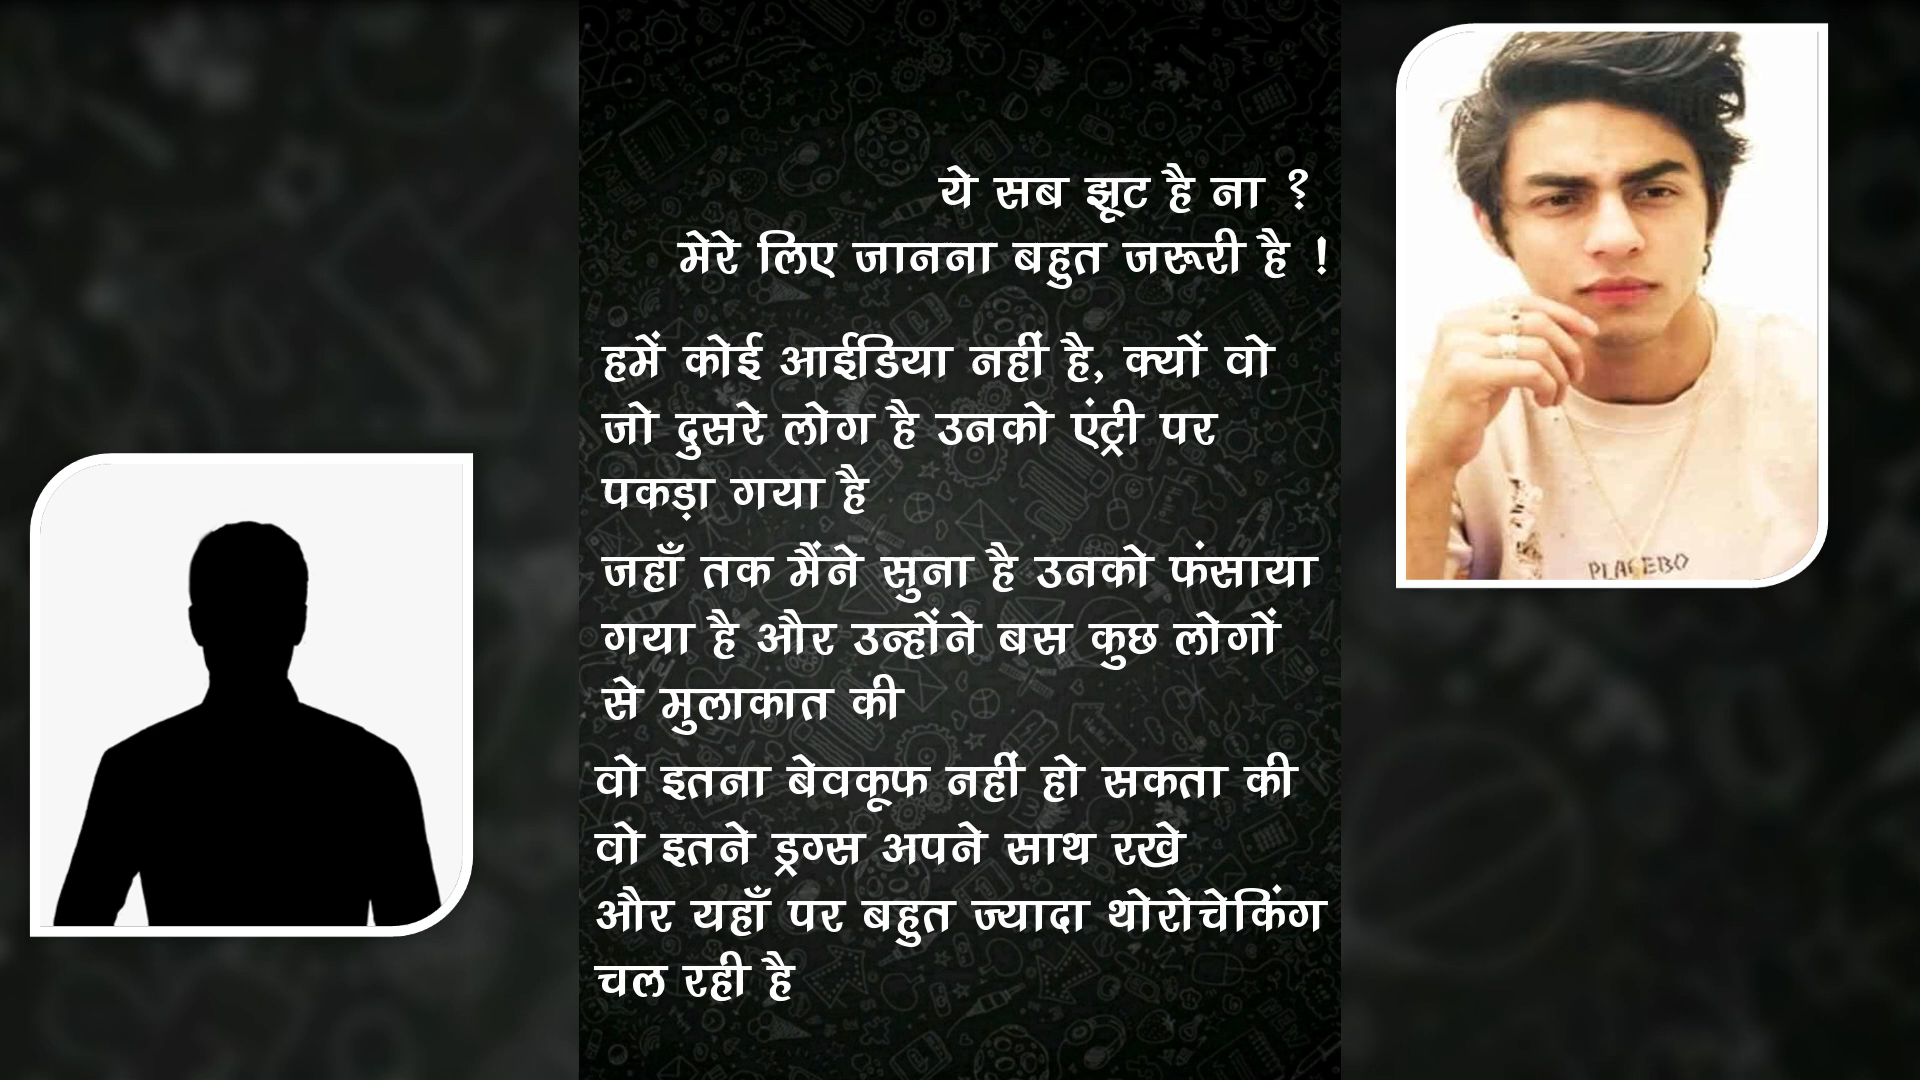 ये सब झूट है ना ?
मेरे लिए जानना बहुत जरूरी है !
हमें कोई आईडिया नहीं है, क्यों वो
जो दुसरे लोग है उनको एंट्री पर
पकड़ा गया है
जहाँ तक मैंने सुना है उनको फंसाया
गया है और उन्होंने बस कुछ लोगों
से मुलाकात की
वो इतना बेवकूफ नहीं हो सकता की
वो इतने ड्रग्स अपने साथ रखे
और यहाँ पर बहुत ज्यादा थोरोचेकिंग
चल रही है
PLACEBO